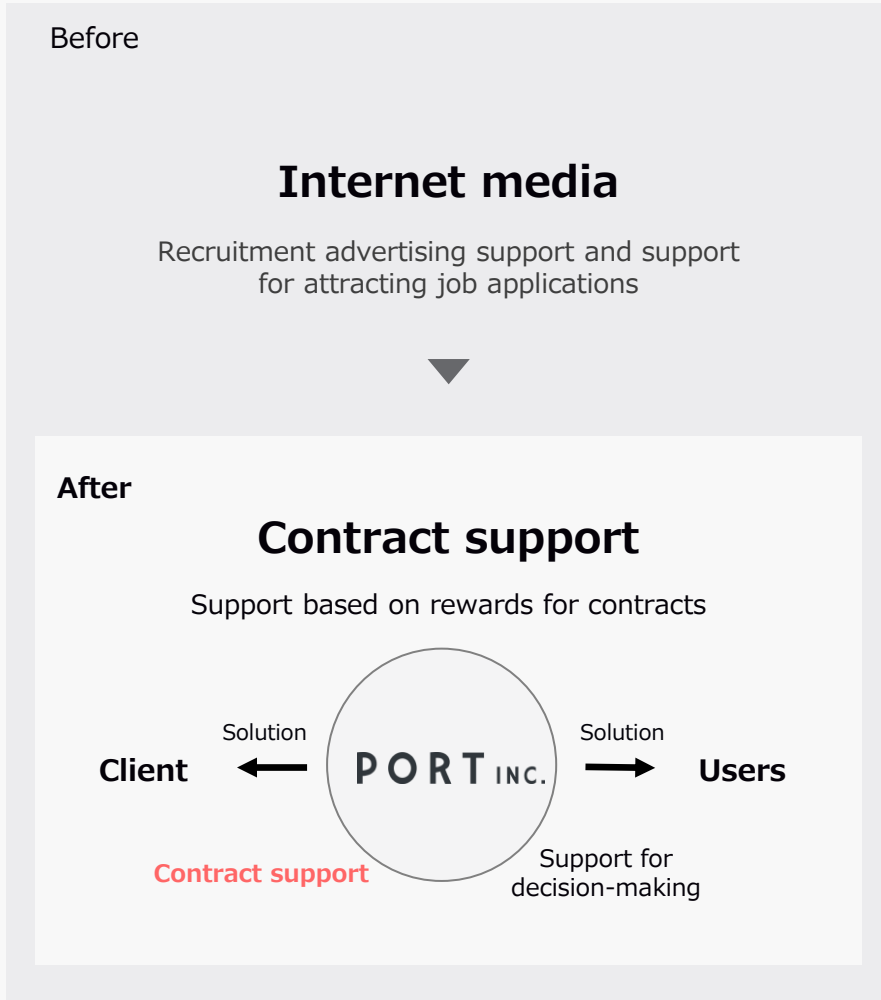 Before
Internet media
Recruitment advertising support and support
for attracting job applications
After
Contract support
Support based on rewards for contracts
Solution
Solution
Client
PORT INC.
Users
Contract support
Support for
decision-making